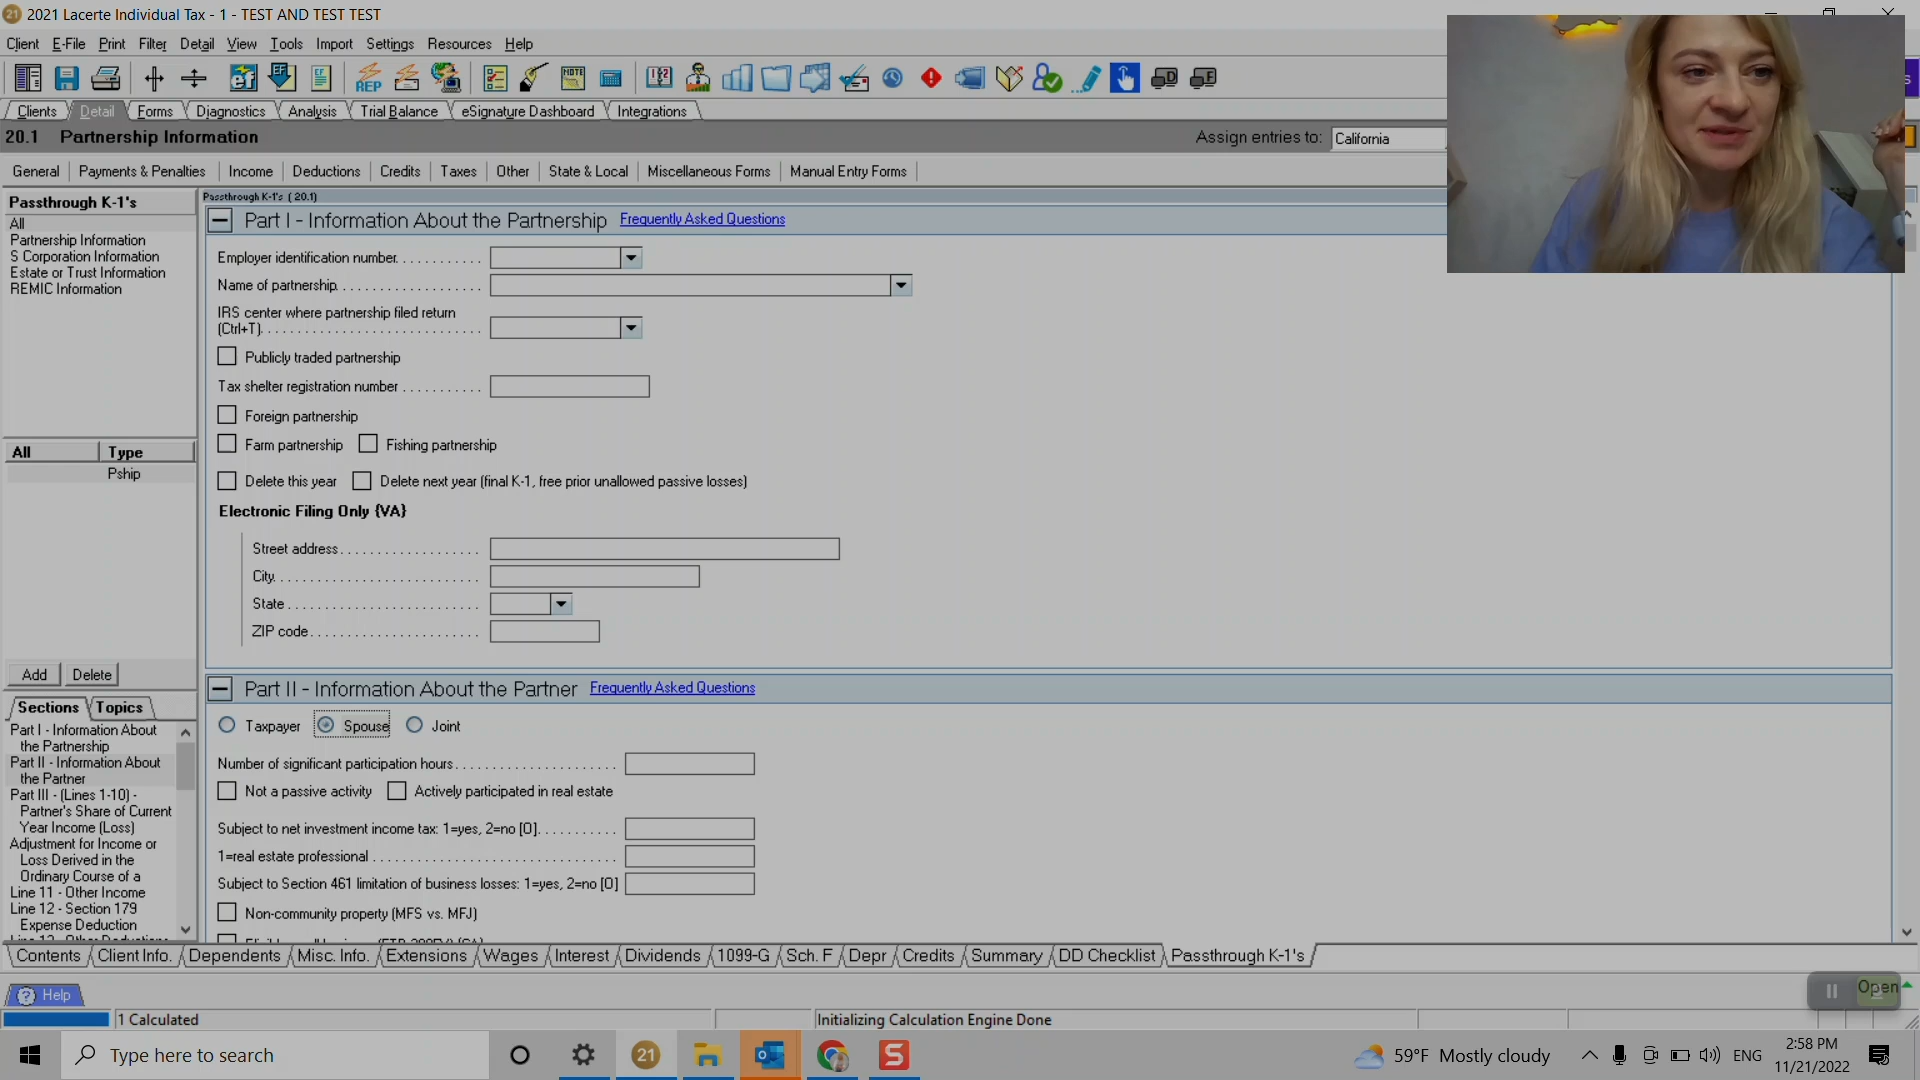 2021 Lacerte Individual Tax - 1 - TEST AND TEST TEST
Client E-File Print Filter Detail View Tools Import Settings Resources Help
Clients Detail Forms Diagnostics Analysis Trial Balance eSignature Dashboard Integrations
20.1 Partnership Information
Assign entries to: California
General Payments & Penalties Income Deductions Credits Taxes Other State & Local Miscellaneous Forms Manual Entry Forms
Passthrough K-1's
All
Partnership Information
S Corporation Information
Estate or Trust Information
REMIC Information
All Type
Pship
Add Delete
Sections Topics
Part I - Information About
the Partnership
Part II - Information About
the Partner
Part III - (Lines 1-10) -
Partner's Share of Current
Year Income (Loss)
Adjustment for Income or
Loss Derived in the
Ordinary Course of a
Line 11 - Other Income
Line 12 - Section 179
Expense Deduction
Passthrough K-1's (20.1)
Part I - Information About the Partnership Frequently Asked Questions
Employer identification number
Name of partnership
IRS center where partnership filed return
(Ctrl+T)
Publicly traded partnership
Tax shelter registration number
Foreign partnership
Farm partnership Fishing partnership
Delete this year Delete next year (final K-1, free prior unallowed passive losses)
Electronic Filing Only {VA}
Street address
City
State
ZIP code
Part II - Information About the Partner Frequently Asked Questions
Taxpayer Spouse Joint
Number of significant participation hours
Not a passive activity Actively participated in real estate
Subject to net investment income tax: 1=yes, 2=no [O]
1=real estate professional
Subject to Section 461 limitation of business losses: 1=yes, 2=no [O]
Non-community property (MFS vs. MFJ)
Contents Client Info. Dependents Misc. Info. Extensions Wages Interest Dividends 1099-G Sch. F Depr Credits Summary DD Checklist Passthrough K-1's
Help
Open
1 Calculated
Initializing Calculation Engine Done
Type here to search
21
59°F Mostly cloudy
ENG
2:58 PM
11/21/2022